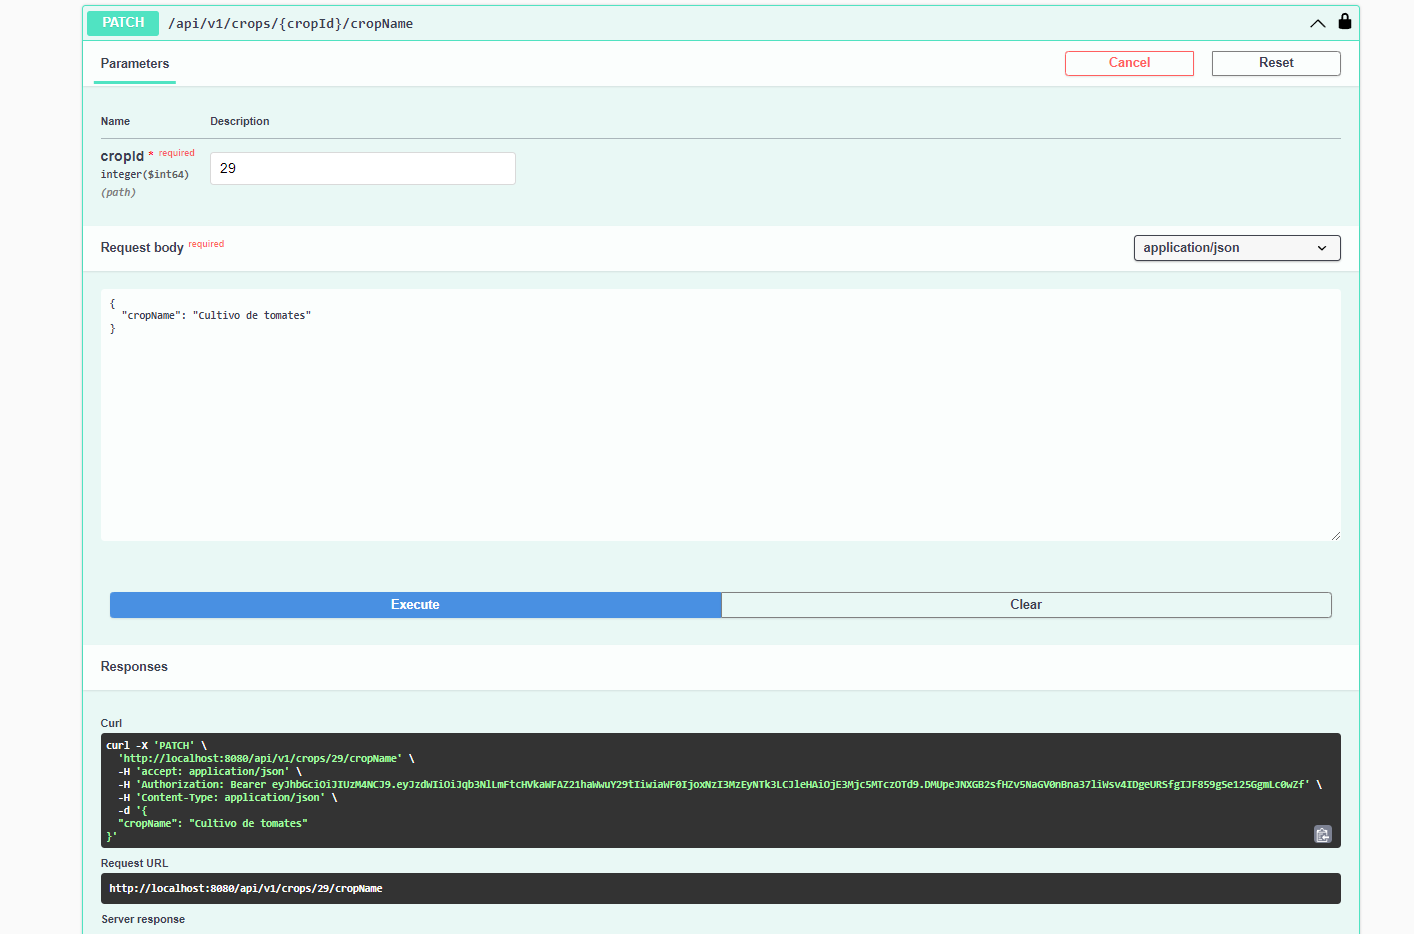 PATCH /api/v1/crops/{cropId}/cropName
Parameters
Cancel
Reset
Name Description
cropId * required
integer($int64)
(path)
29
Request body required
application/json
{
"cropName": "Cultivo de tomates"
}
Execute
Clear
Responses
Curl
curl -X 'PATCH' \
'http://localhost:8080/api/v1/crops/29/cropName' \
-H 'accept: application/json' \
-H 'Authorization: Bearer eyJhbGciOiJIUzM4NCJ9.eyJzdWIiOiJqb3NlLmFtcHVkaWFAZ21haWwuY29tIiwiaWF0IjoxNzI3MzEyNTk3LCJleHAiOjE3Mjc5MTczOTd9.DMUpeJNXGB2sfHZv5NaGV0nBna37liWsv4IDgeURSfgIJF859g5e125GgmLc0wZf' \
-H 'Content-Type: application/json' \
-d '{
"cropName": "Cultivo de tomates"
}'
Request URL
http://localhost:8080/api/v1/crops/29/cropName
Server response